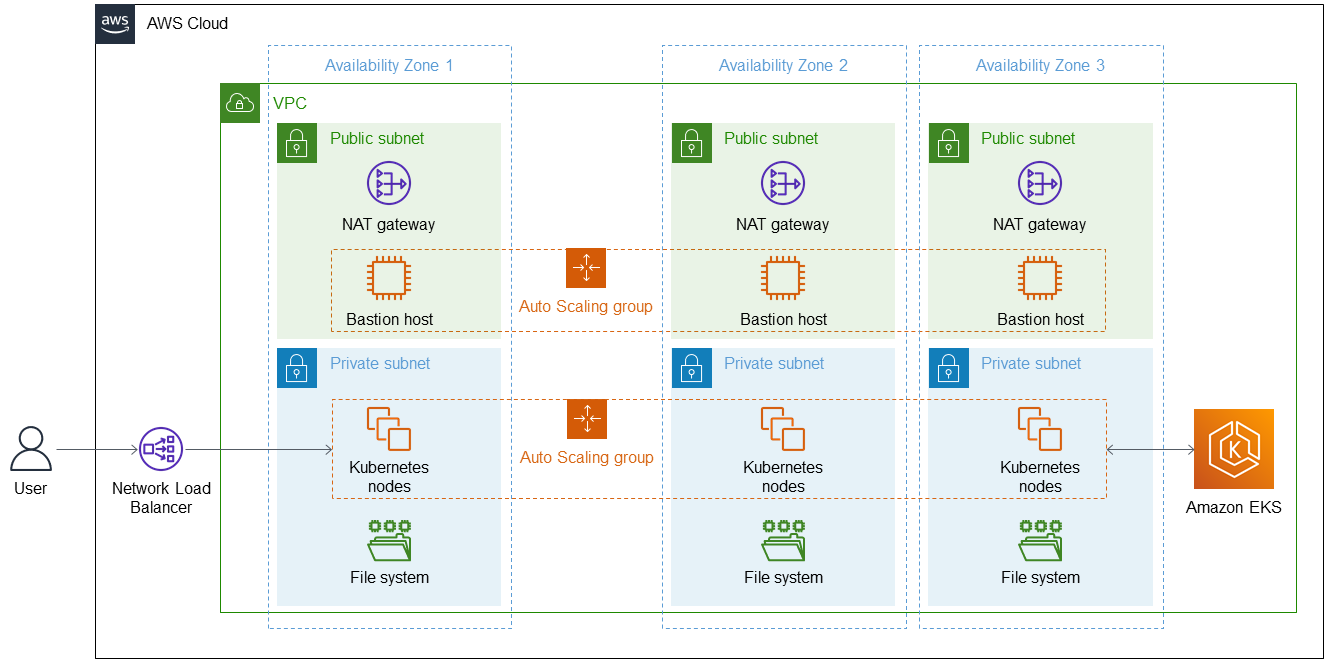 aws
AWS Cloud
Availability Zone 1
Availability Zone 2
Availability Zone 3
VPC
Public subnet
Public subnet
Public subnet
NAT gateway
NAT gateway
NAT gateway
Auto Scaling group
Bastion host
Bastion host
Bastion host
Private subnet
Private subnet
Private subnet
User
Network Load
Balancer
Auto Scaling group
Kubernetes
nodes
Kubernetes
nodes
Kubernetes
nodes
K
Amazon EKS
File system
File system
File system